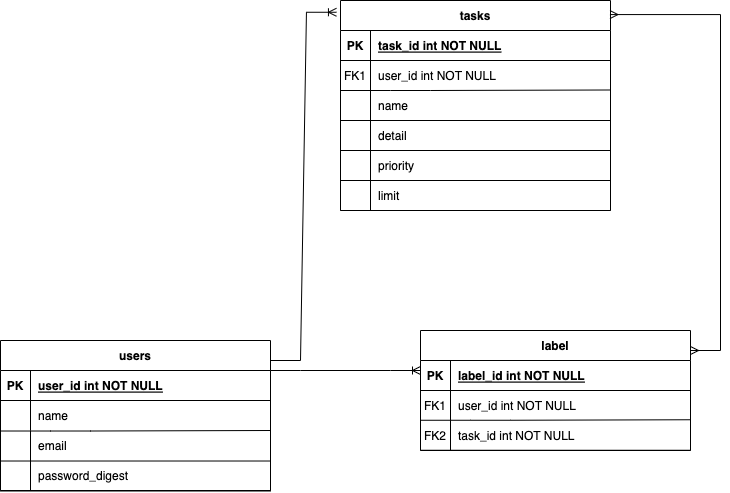 tasks
PK task_id int NOT NULL
FK1 user_id int NOT NULL
name
detail
priority
limit
users
PK user_id int NOT NULL
name
email
password_digest
label
PK label_id int NOT NULL
FK1 user_id int NOT NULL
FK2 task_id int NOT NULL